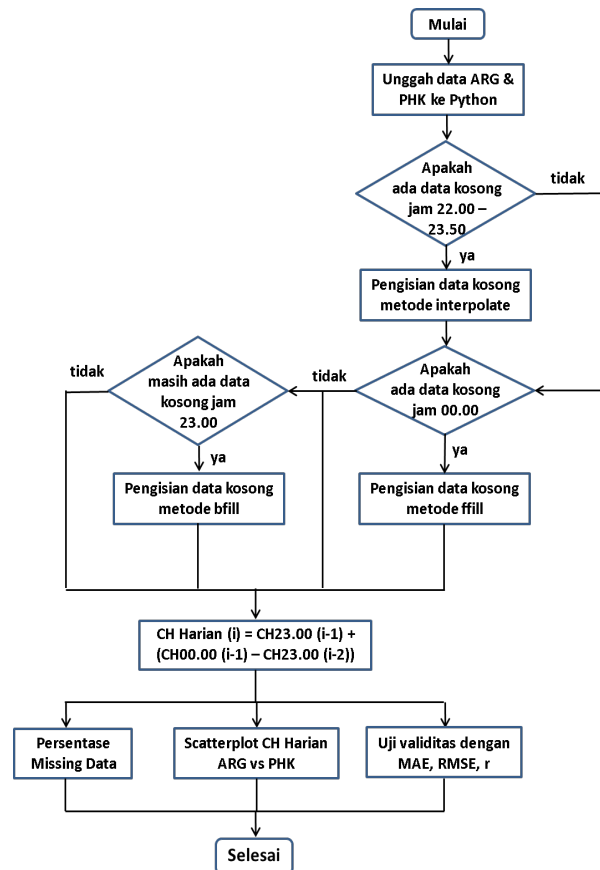 Mulai
Unggah data ARG &
PHK ke Python
Apakah
ada data kosong
jam 22.00 –
23.50
tidak
ya
Pengisian data kosong
metode interpolate
Apakah
ada data kosong
jam 00.00
tidak
Apakah
masih ada data
kosong jam
23.00
tidak
ya
ya
Pengisian data kosong
metode bfill
Pengisian data kosong
metode ffill
CH Harian (i) = CH23.00 (i-1) +
(CH00.00 (i-1) – CH23.00 (i-2))
Persentase
Missing Data
Scatterplot CH Harian
ARG vs PHK
Uji validitas dengan
MAE, RMSE, r
Selesai